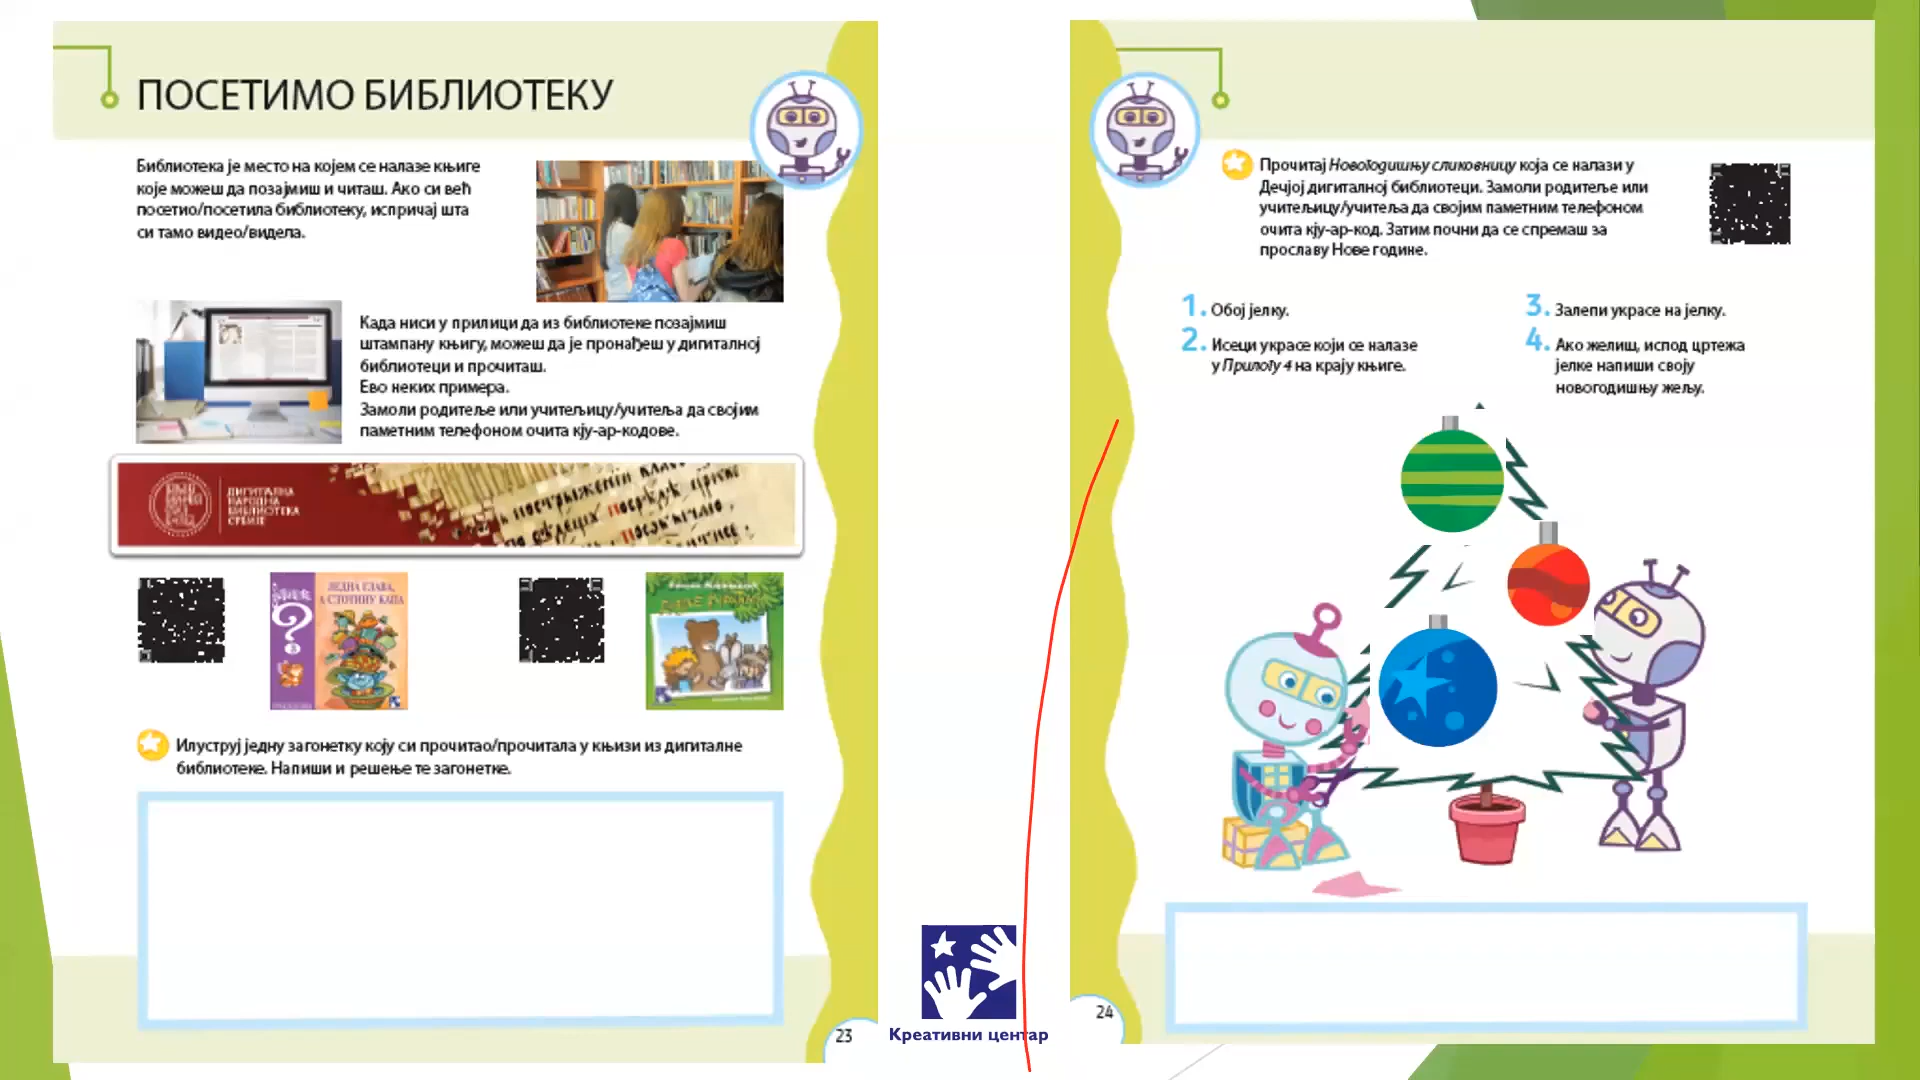 ПОСЕТИМО БИБЛИОТЕКУ
Библиотека је место на којем се налазе књиге
које можеш да позајмиш и читаш. Ако си већ
посетио/посетила библиотеку, испричај шта
си тамо видео/видела.
Када ниси у прилици да из библиотеке позајмиш
штампану књигу, можеш да је пронађеш у дигиталној
библиотеци и прочиташ.
Ево неких примера.
Замоли родитеље или учитељицу/учитеља да својим
паметним телефоном очита кју-ар-кодове.
ДИГИТАЛНА
НАРОДНА
БИБЛИОТЕКА
СРБИЈЕ
ЈЕДНА ГЛАВА,
А СТОТИНУ КАПА
Илуструј једну загонетку коју си прочитао/прочитала у књизи из дигиталне
библиотеке. Напиши и решење те загонетке.
23
Креативни центар
Прочитај Новогодишњу сликовницу која се налази у
Дечјој дигиталној библиотеци. Замоли родитеље или
учитељицу/учитеља да својим паметним телефоном
очита кју-ар-код. Затим почни да се спремаш за
прославу Нове године.
1. Обој јелку.
2. Исеци украсе који се налазе
у Прилогу 4 на крају књиге.
3. Залепи украсе на јелку.
4. Ако желиш, испод цртежа
јелке напиши своју
новогодишњу жељу.
24